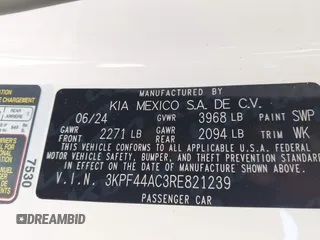 MANUFACTURED BY
KIA MEXICO S.A. DE C.V.
06/24 GVWR 3968 LB PAINT SWP
GAWR FRONT 2271 LB GAWR REAR 2094 LB TRIM WK
THIS VEHICLE CONFORMS TO ALL APPLICABLE U.S.A. FEDERAL
MOTOR VEHICLE SAFETY, BUMPER, AND THEFT PREVENTION
STANDARDS IN EFFECT ON THE DATE OF MANUFACTURE SHOWN ABOVE.
V.I.N. 3KPF44AC3RE821239
PASSENGER CAR
7530
DREAMBID